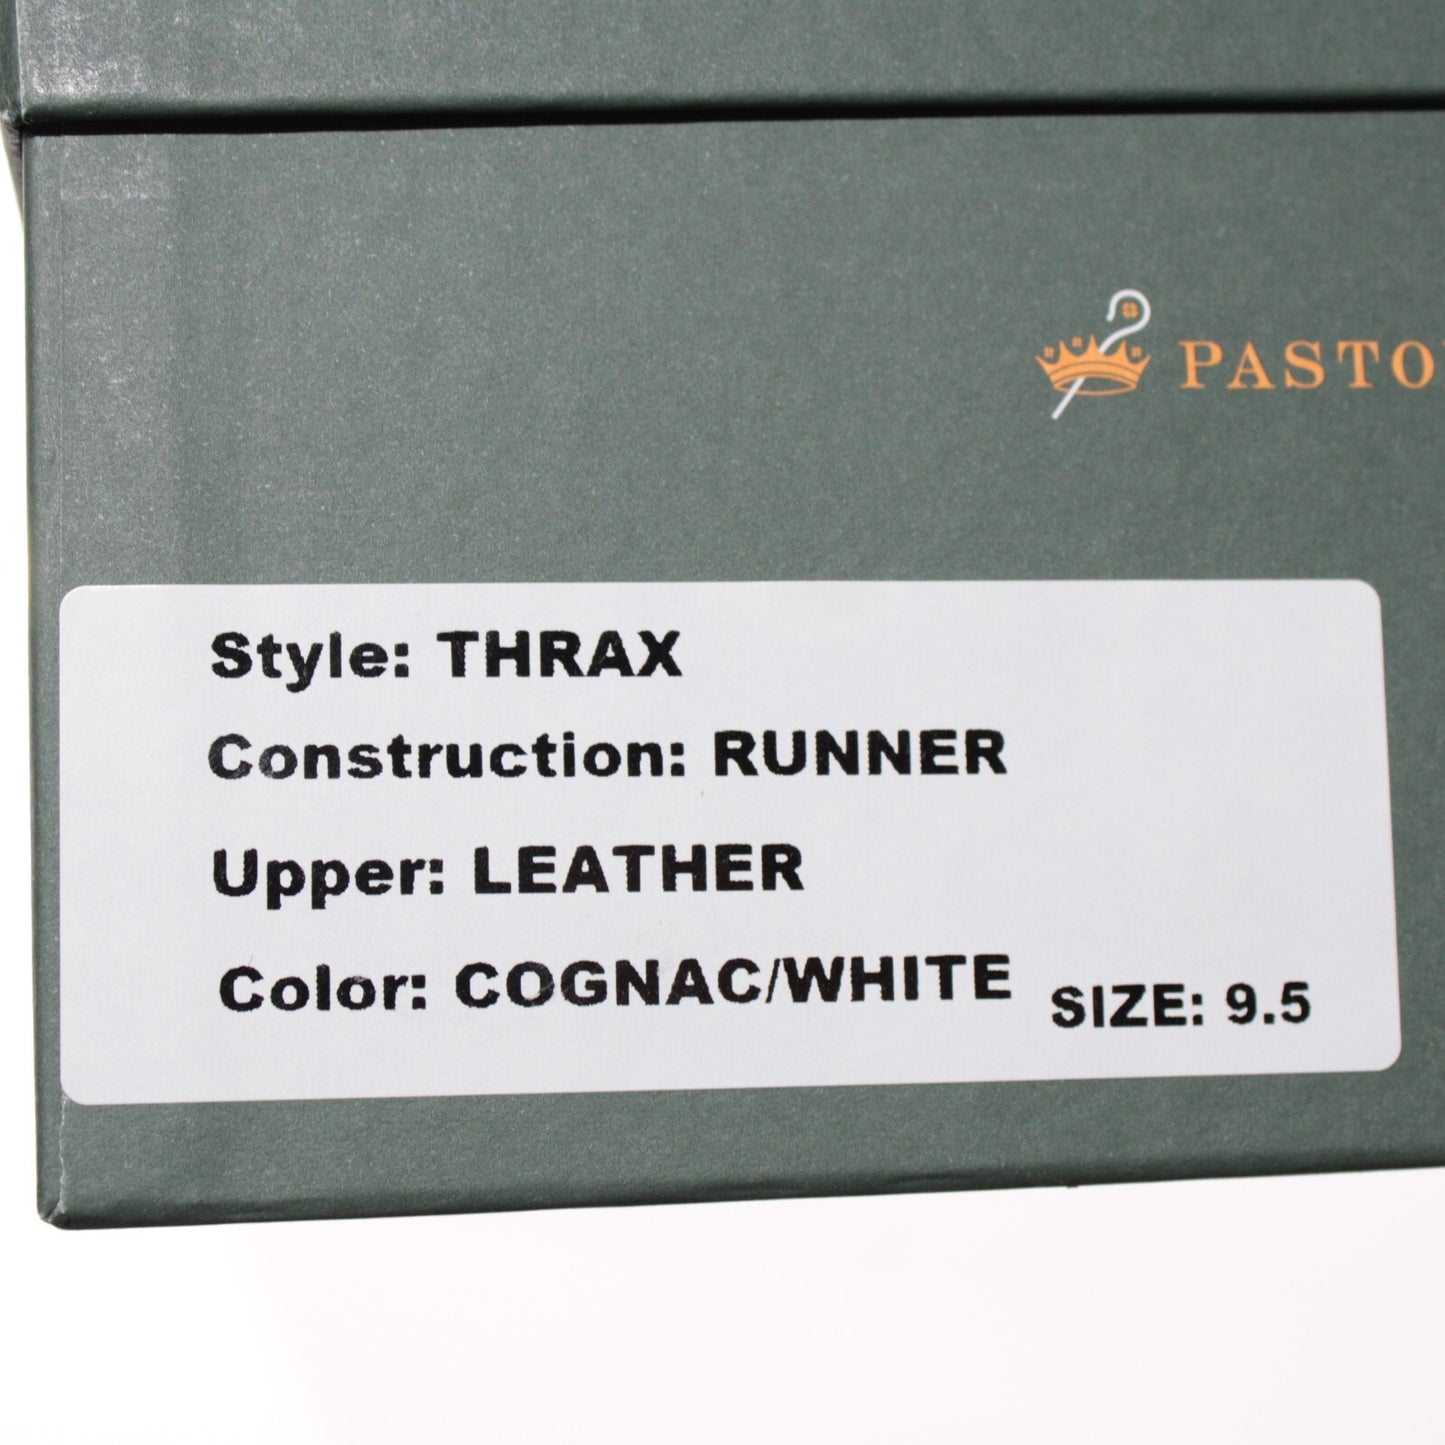 PASTO
Style: THRAX
Construction: RUNNER
Upper: LEATHER
Color: COGNAC/WHITE SIZE: 9.5